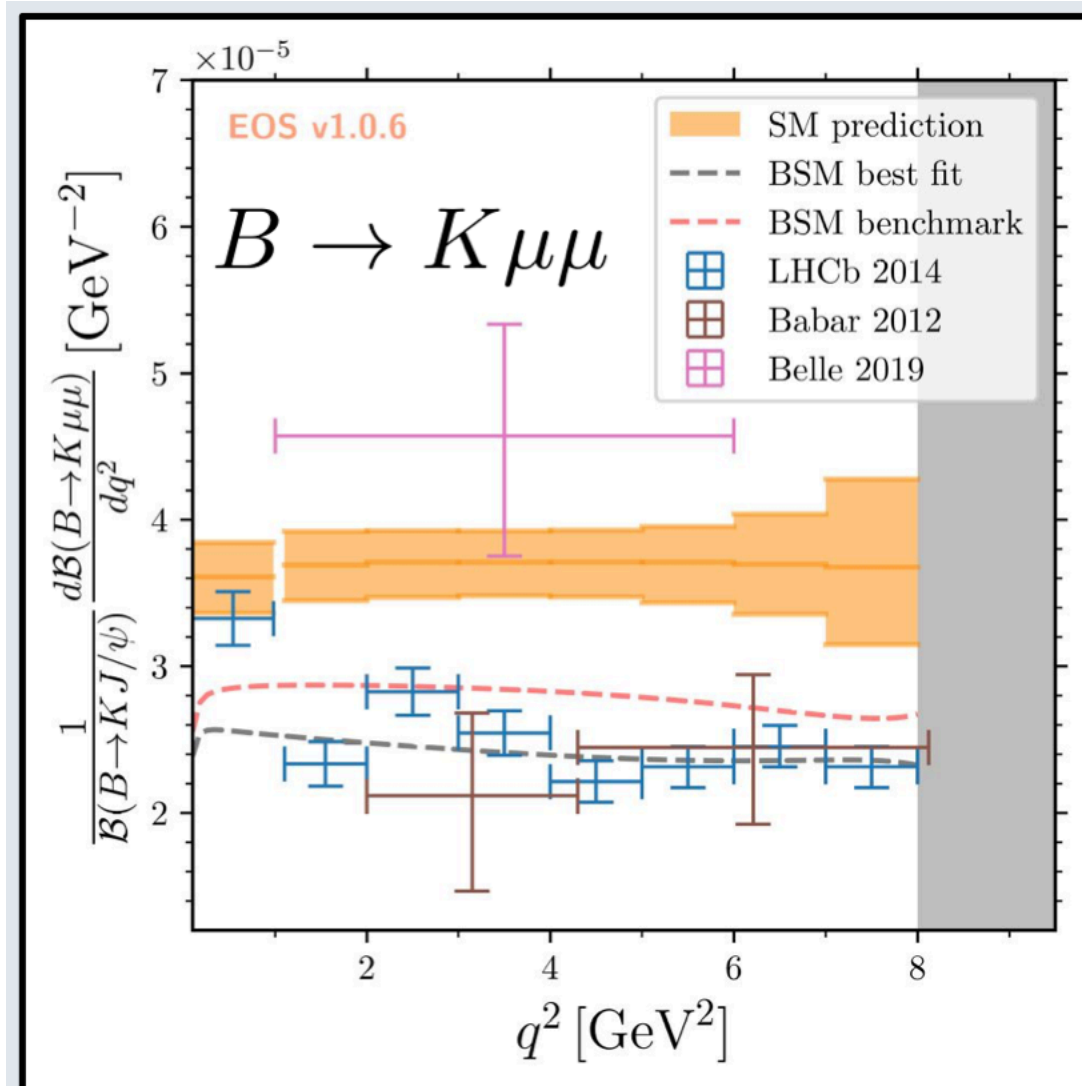 ×10⁻⁵
7
6
5
4
3
2
EOS v1.0.6
B → K μμ
SM prediction
BSM best fit
BSM benchmark
LHCb 2014
Babar 2012
Belle 2019
1/𝓑(B→KJ/ψ) d𝓑(B→Kμμ)/dq² [GeV⁻²]
2 4 6 8
q² [GeV²]